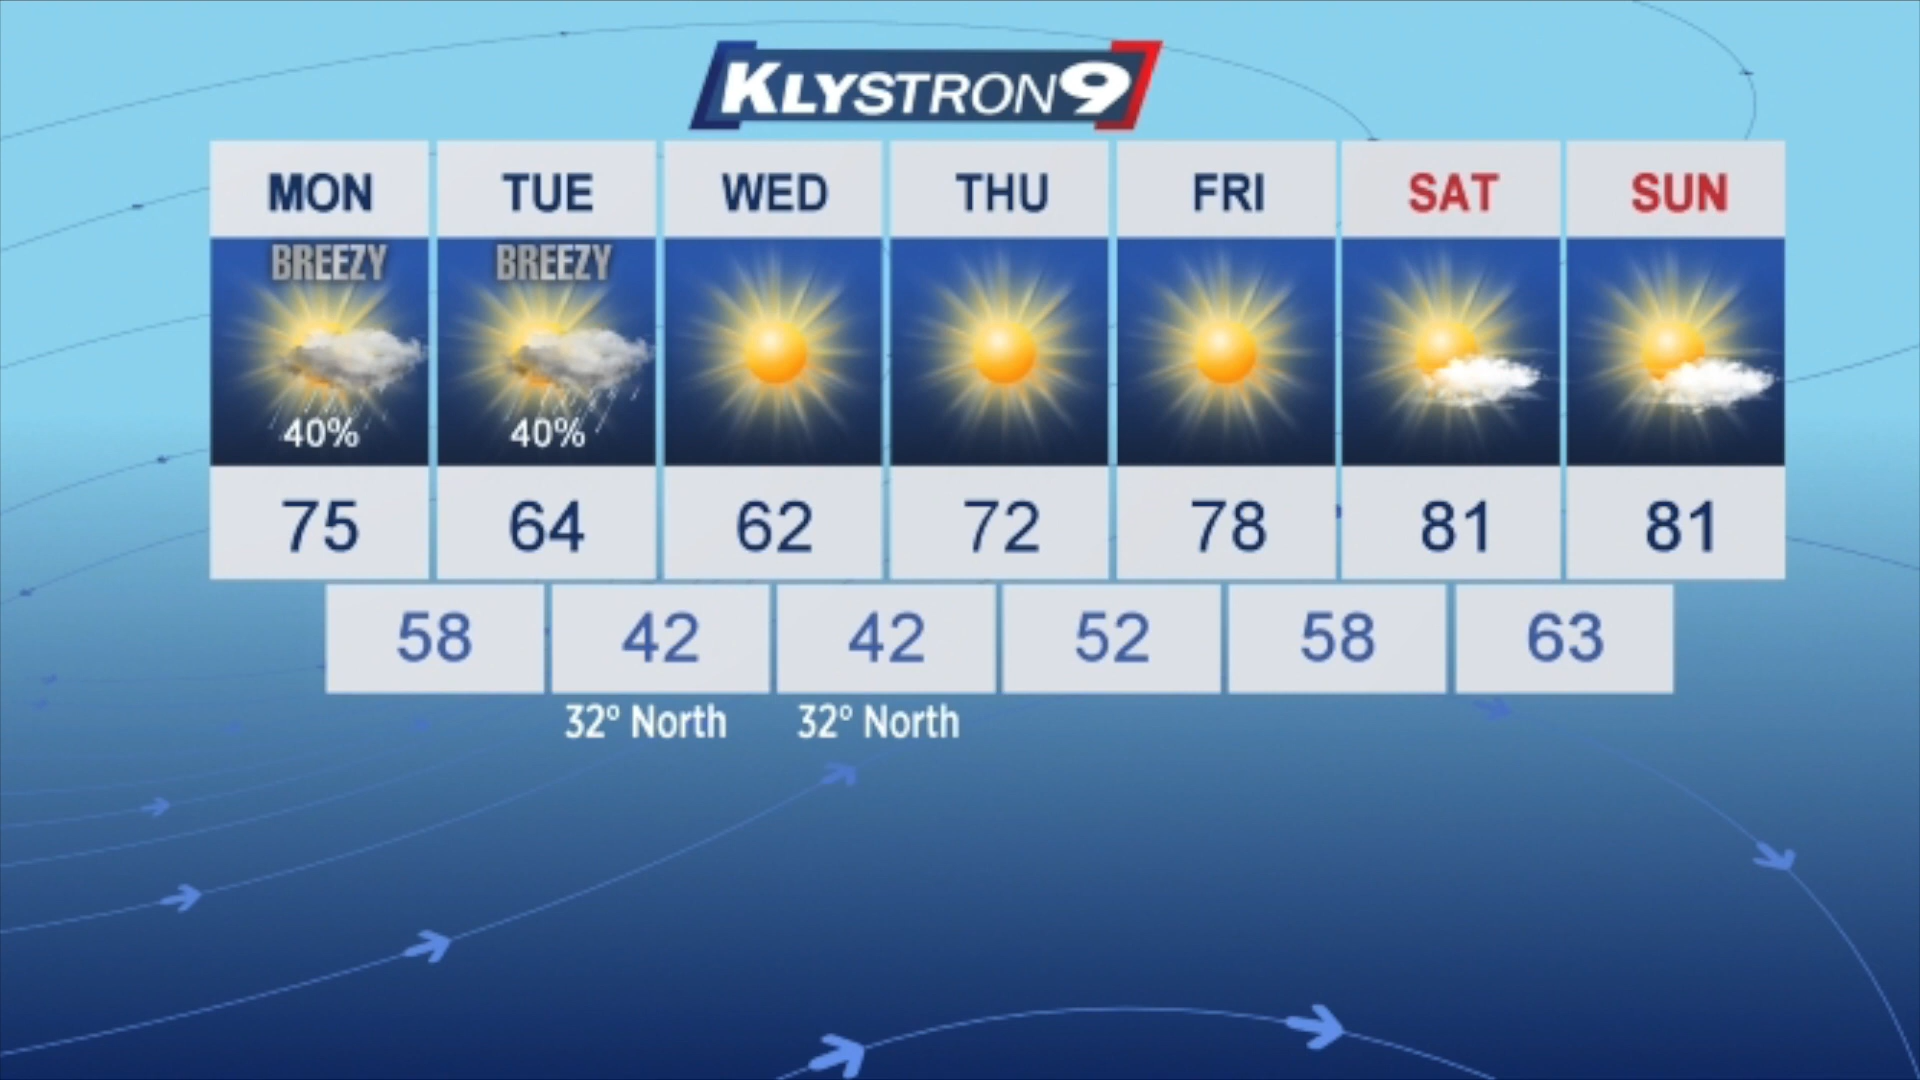 KLYSTRON9
MON TUE WED THU FRI SAT SUN
BREEZY BREEZY
40% 40%
75 64 62 72 78 81 81
58 42 42 52 58 63
32° North 32° North